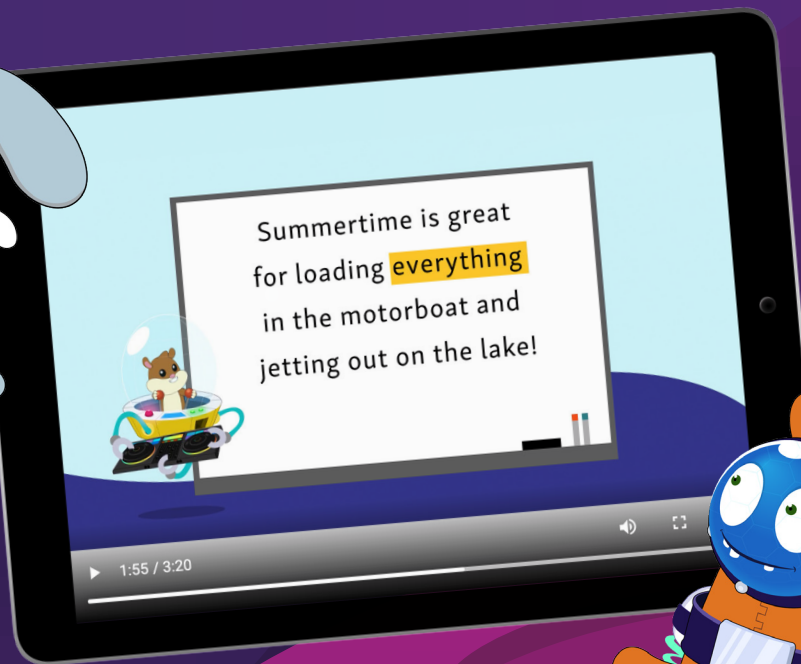 Summertime is great
for loading everything
in the motorboat and
jetting out on the lake!
1:55 / 3:20